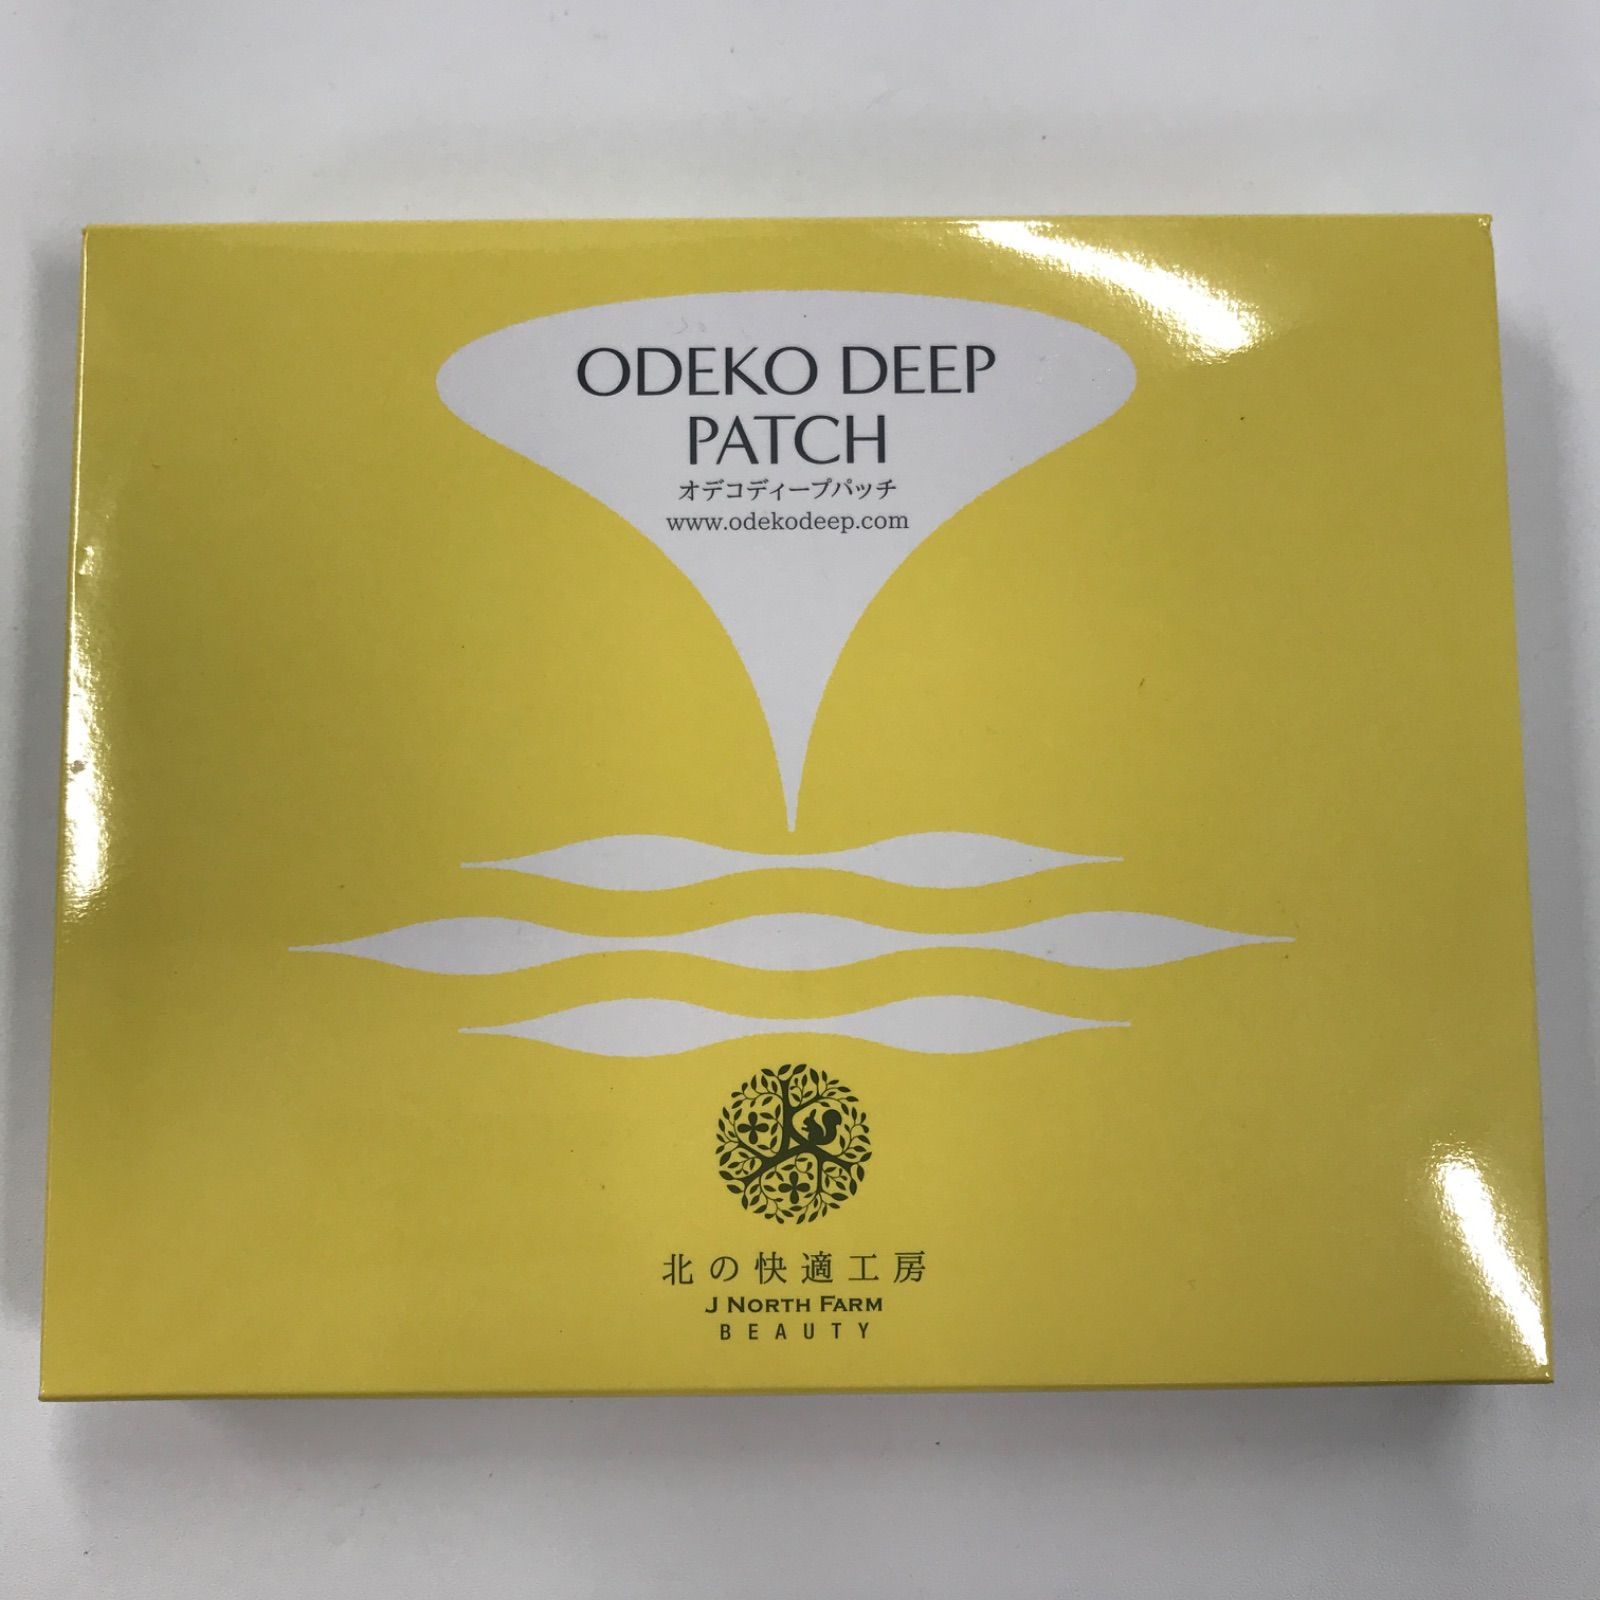 ODEKO DEEP
PATCH
オデコディープパッチ
www.odekodeep.com
北の快適工房
J NORTH FARM
BEAUTY